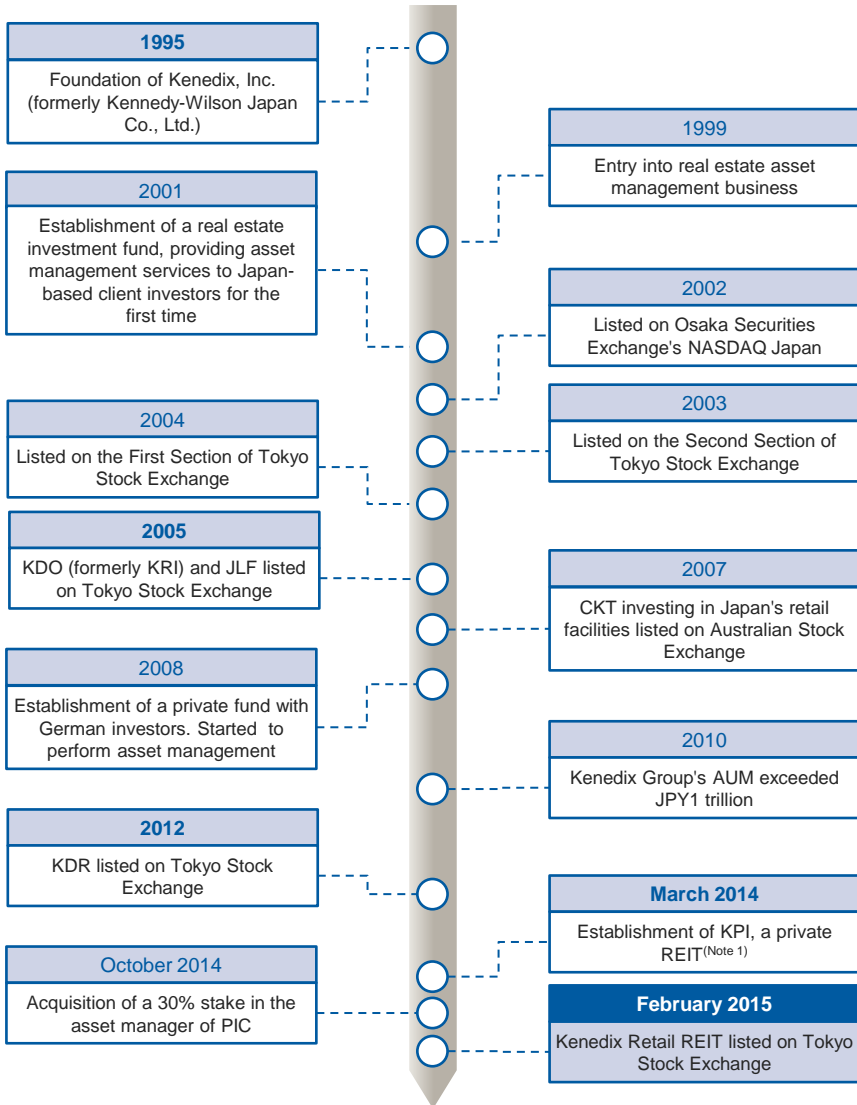 1995
Foundation of Kenedix, Inc.
(formerly Kennedy-Wilson Japan
Co., Ltd.)
1999
Entry into real estate asset
management business
2001
Establishment of a real estate
investment fund, providing asset
management services to Japan-
based client investors for the
first time
2002
Listed on Osaka Securities
Exchange's NASDAQ Japan
2003
Listed on the Second Section of
Tokyo Stock Exchange
2004
Listed on the First Section of Tokyo
Stock Exchange
2005
KDO (formerly KRI) and JLF listed
on Tokyo Stock Exchange
2007
CKT investing in Japan's retail
facilities listed on Australian Stock
Exchange
2008
Establishment of a private fund with
German investors. Started to
perform asset management
2010
Kenedix Group's AUM exceeded
JPY1 trillion
2012
KDR listed on Tokyo Stock
Exchange
March 2014
Establishment of KPI, a private
REIT(Note 1)
October 2014
Acquisition of a 30% stake in the
asset manager of PIC
February 2015
Kenedix Retail REIT listed on Tokyo
Stock Exchange